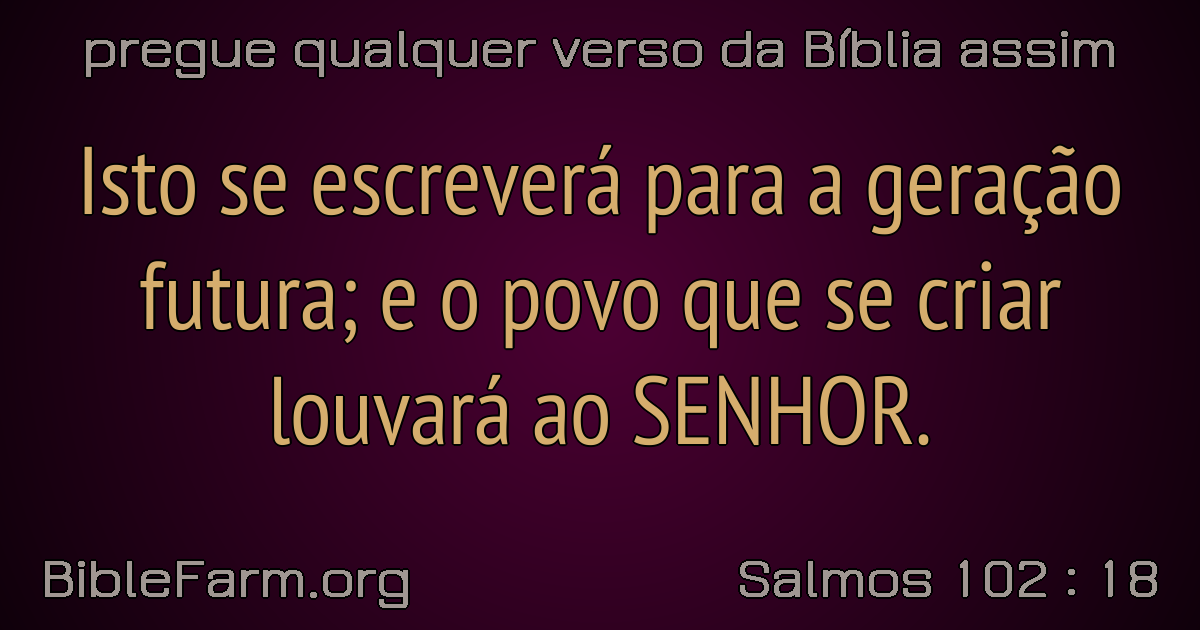 pregue qualquer verso da Bíblia assim
Isto se escreverá para a geração
futura; e o povo que se criar
louvará ao SENHOR.
BibleFarm.org
Salmos 102 : 18